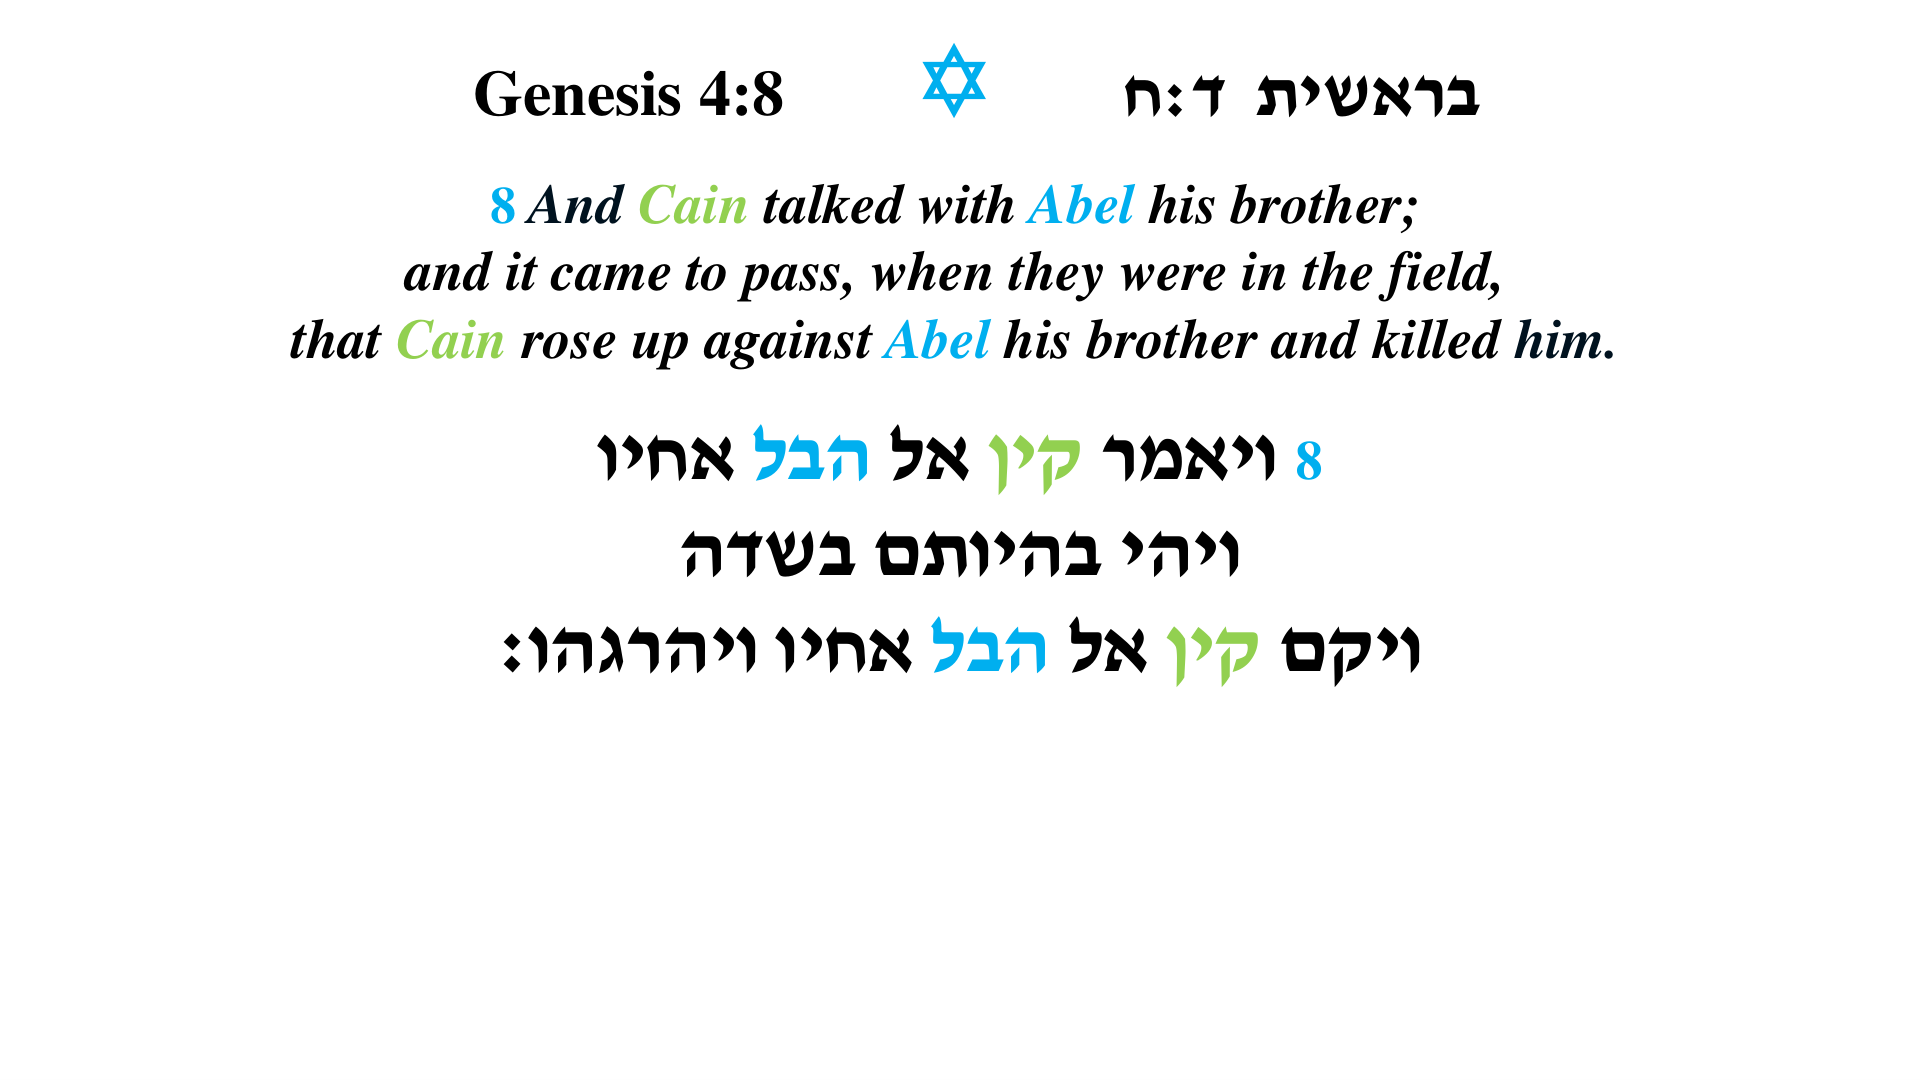 Genesis 4:8 ✡ בראשית ד:ח
8 And Cain talked with Abel his brother;
and it came to pass, when they were in the field,
that Cain rose up against Abel his brother and killed him.
8 ויאמר קין אל הבל אחיו
ויהי בהיותם בשדה
ויקם קין אל הבל אחיו ויהרגהו: